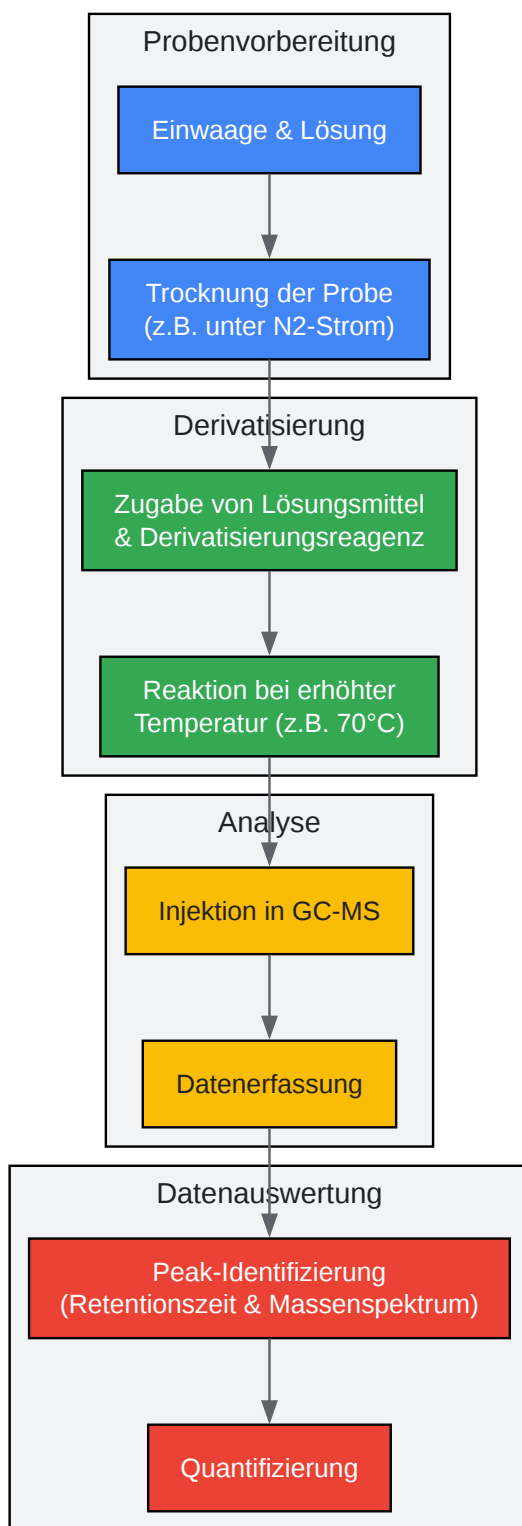 Probenvorbereitung
Einwaage & Lösung
Trocknung der Probe
(z.B. unter N2-Strom)
Derivatisierung
Zugabe von Lösungsmittel
& Derivatisierungsreagenz
Reaktion bei erhöhter
Temperatur (z.B. 70°C)
Analyse
Injektion in GC-MS
Datenerfassung
Datenauswertung
Peak-Identifizierung
(Retentionszeit & Massenspektrum)
Quantifizierung